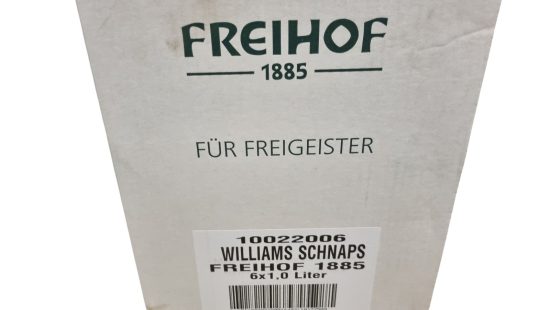 FREIHOF
1885
FÜR FREIGEISTER
10022006
WILLIAMS SCHNAPS
FREIHOF 1885
6x1,0 Liter